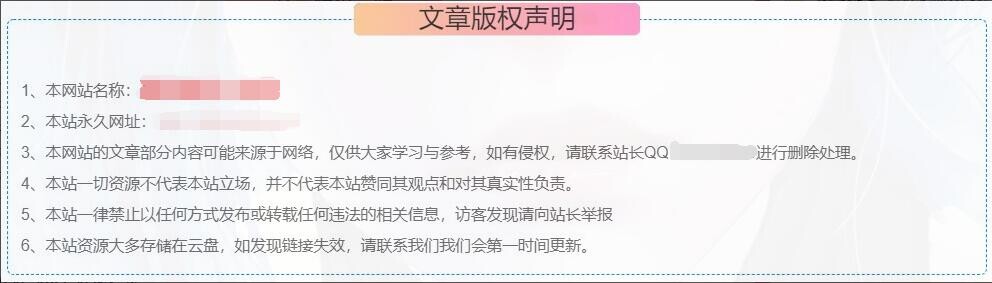 文章版权声明
1、本网站名称：
2、本站永久网址：
3、本网站的文章部分内容可能来源于网络，仅供大家学习与参考，如有侵权，请联系站长QQ进行删除处理。
4、本站一切资源不代表本站立场，并不代表本站赞同其观点和对其真实性负责。
5、本站一律禁止以任何方式发布或转载任何违法的相关信息，访客发现请向站长举报
6、本站资源大多存储在云盘，如发现链接失效，请联系我们我们会第一时间更新。